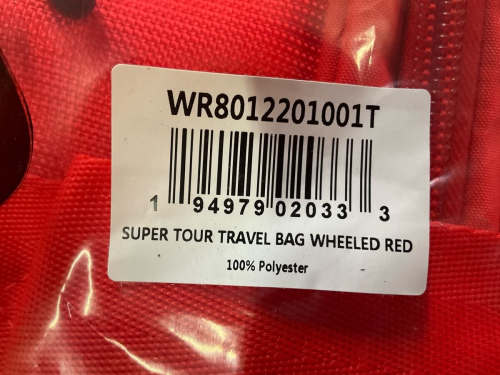 WR8012201001T
1 94979 02033 3
SUPER TOUR TRAVEL BAG WHEELED RED
100% Polyester